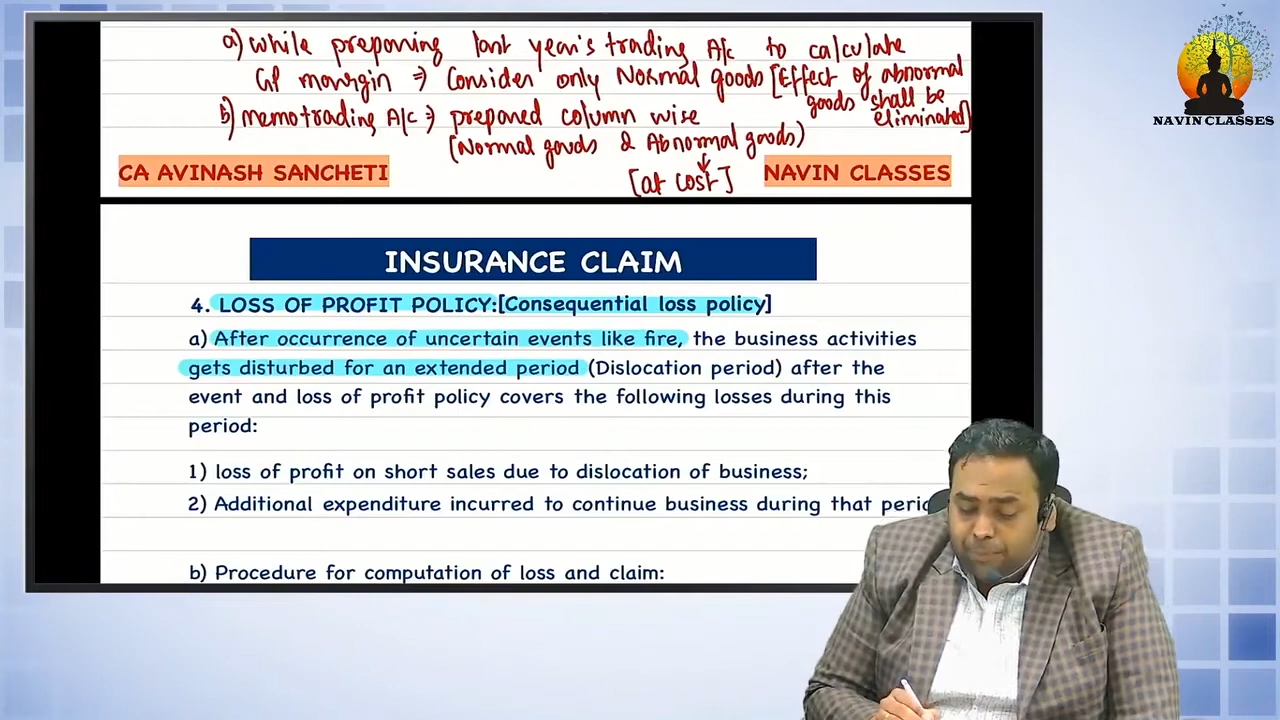 a) While preparing last year's trading A/c to calculate
GP margin ⇒ Consider only Normal goods [Effect of abnormal
goods shall be
eliminated]
b) memo trading A/c ⇒ prepared column wise
[Normal goods & Abnormal goods)
[at cost]
CA AVINASH SANCHETI
NAVIN CLASSES
NAVIN CLASSES
INSURANCE CLAIM
4. LOSS OF PROFIT POLICY:[Consequential loss policy]
a) After occurrence of uncertain events like fire, the business activities
gets disturbed for an extended period (Dislocation period) after the
event and loss of profit policy covers the following losses during this
period:
1) loss of profit on short sales due to dislocation of business;
2) Additional expenditure incurred to continue business during that
b) Procedure for computation of loss and claim: